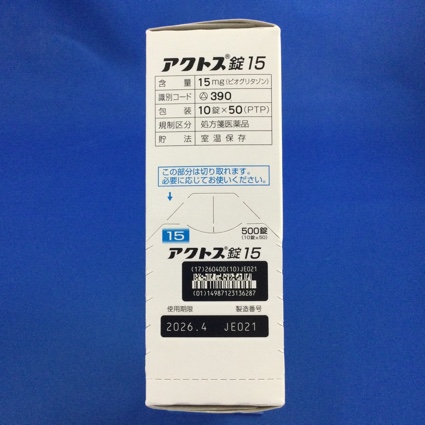 アクトス®錠15
含量 15mg(ピオグリタゾン)
識別コード 390
包装 10錠×50(PTP)
規制区分 処方箋医薬品
貯法 室温保存
この部分は切り取れます。
必要に応じてお使いください。
15
500錠
(10錠×50)
アクトス®錠15
(17)260400(10)JE021
(01)14987123136287
使用期限 製造番号
2026.4 JE021